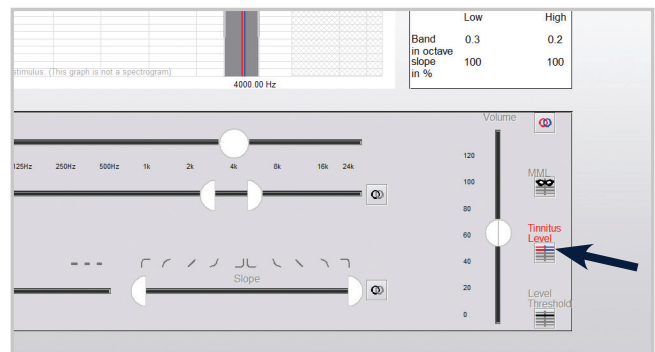 Low High
Band 0.3 0.2
in octave
slope 100 100
in %
stimulus. (This graph is not a spectrogram)
4000.00 Hz
Volume
125Hz 250Hz 500Hz 1k 2k 4k 8k 16k 24k
120
100
80
60
40
20
0
MML
Tinnitus
Level
Slope
Level
Threshold